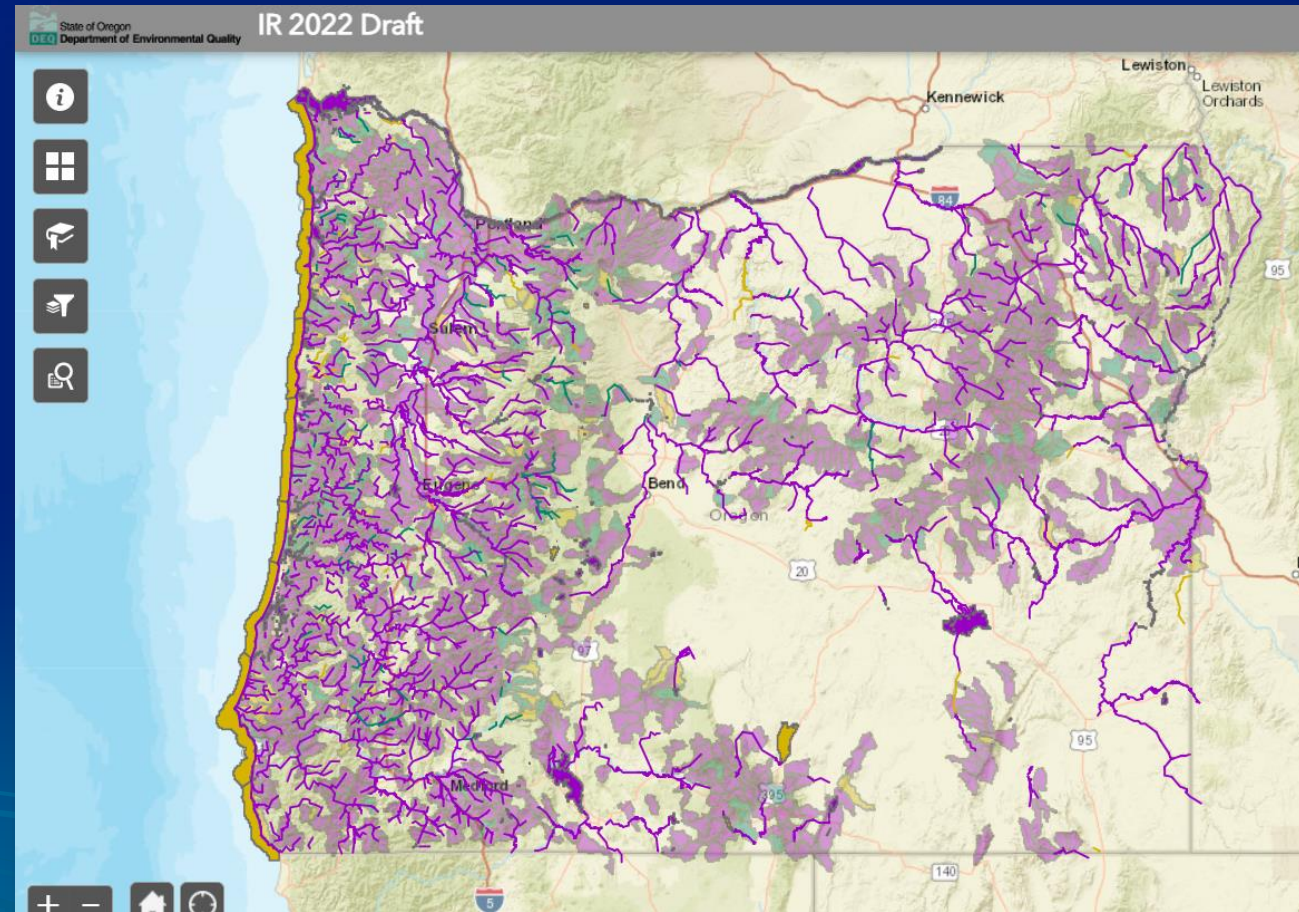 State of Oregon
DEQ Department of Environmental Quality
IR 2022 Draft
Lewiston
Lewiston
Orchards
Kennewick
84
Portland
95
Salem
Eugene
Bend
Oregon
20
97
95
Medford
395
140
5
+ −